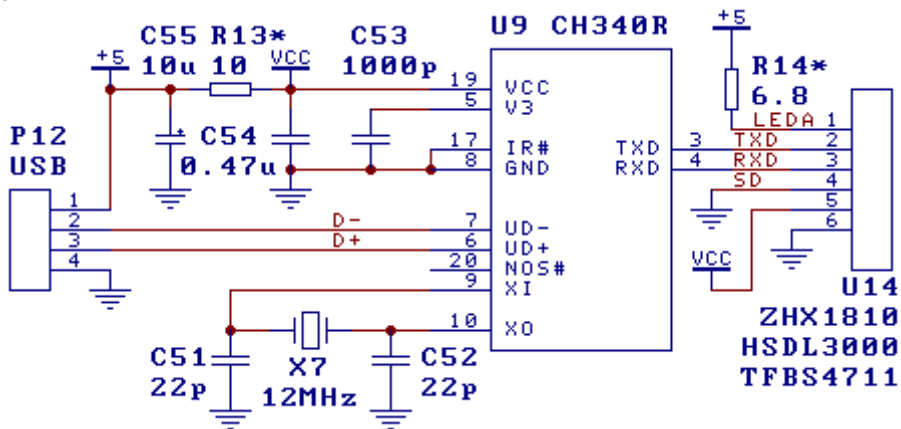 U9 CH340R
C55 R13* C53
+5 10u 10 VCC 1000p
+5
R14*
6.8
19 VCC
5 V3
P12
USB
C54
0.47u
17 IR#
8 GND
TXD 3
RXD 4
LEDA 1
TXD 2
RXD 3
SD 4
5
6
1
2 D- 7 UD-
3 D+ 6 UD+
4
20 NOS#
9 XI
10 XO
VCC
C51
22p
X7
12MHz
C52
22p
U14
ZHX1810
HSDL3000
TFBS4711